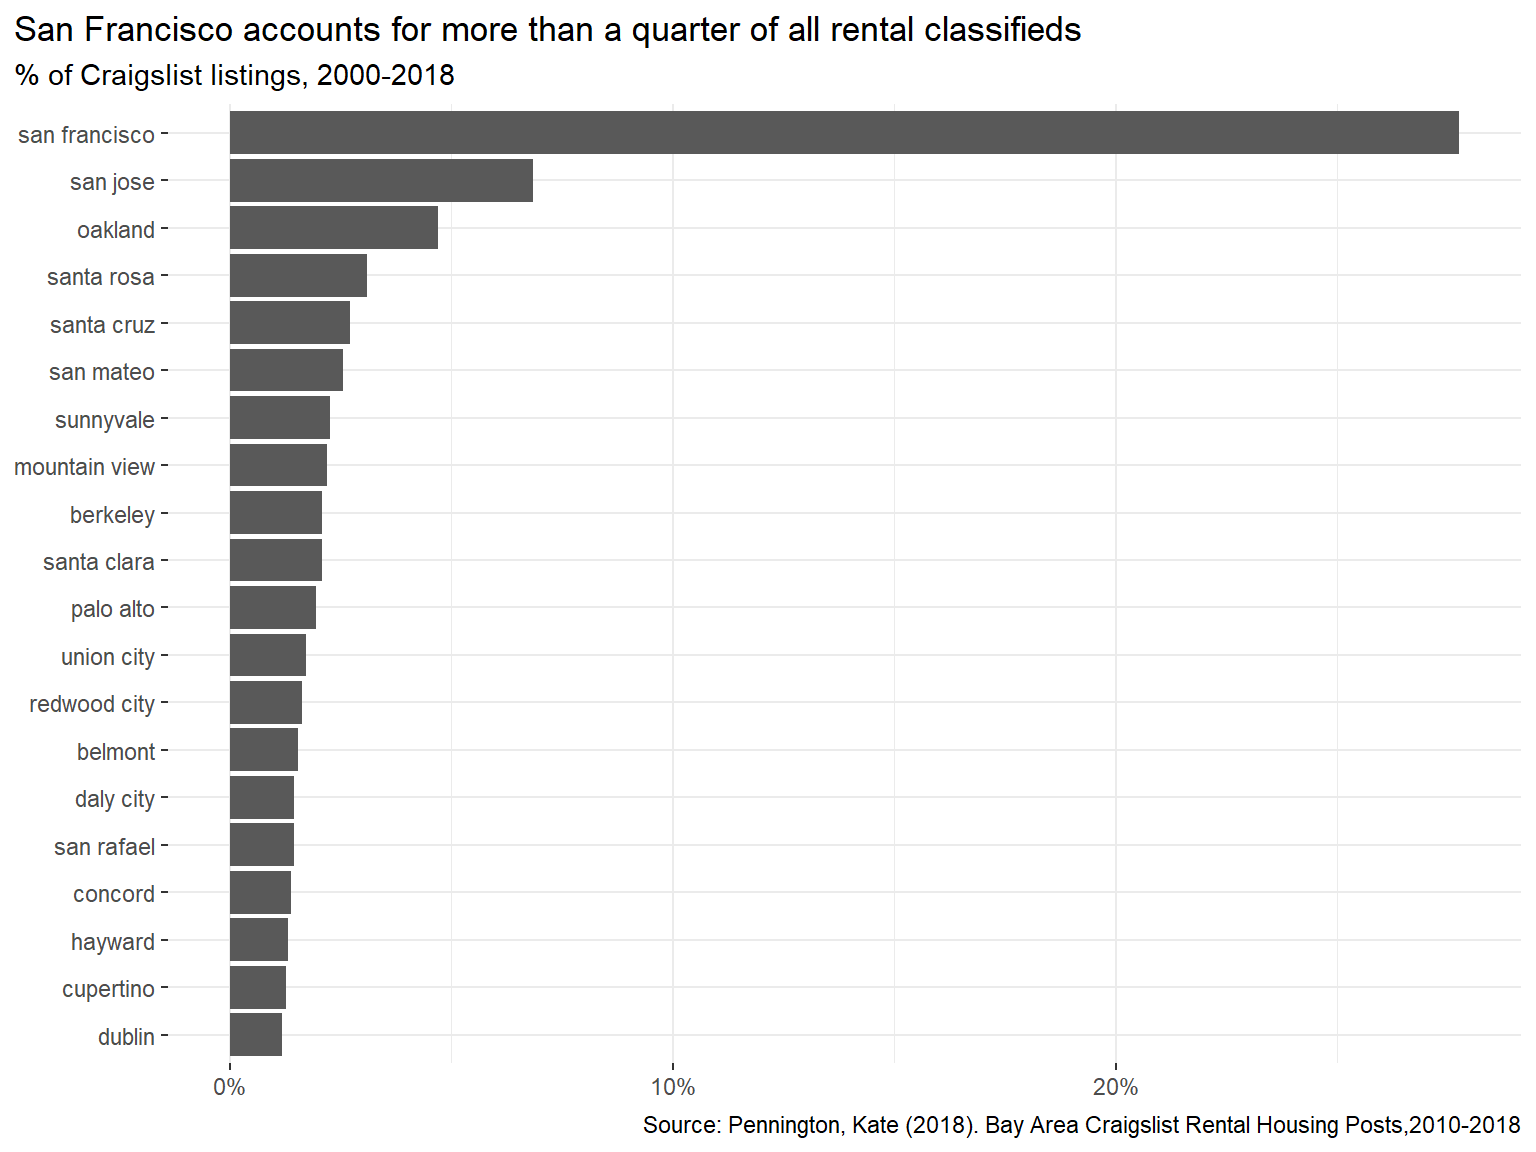 San Francisco accounts for more than a quarter of all rental classifieds
% of Craigslist listings, 2000-2018
san francisco
san jose
oakland
santa rosa
santa cruz
san mateo
sunnyvale
mountain view
berkeley
santa clara
palo alto
union city
redwood city
belmont
daly city
san rafael
concord
hayward
cupertino
dublin
0% 10% 20%
Source: Pennington, Kate (2018). Bay Area Craigslist Rental Housing Posts,2010-2018